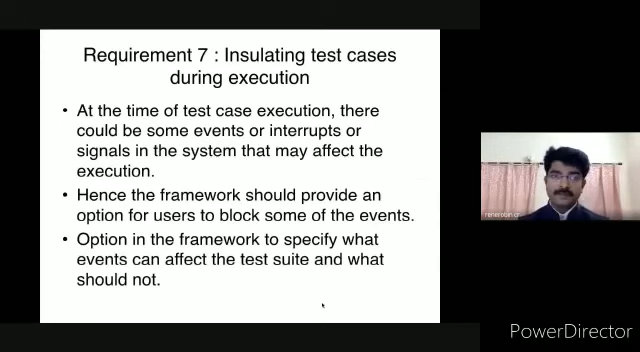 Requirement 7 : Insulating test cases
during execution
• At the time of test case execution, there
could be some events or interrupts or
signals in the system that may affect the
execution.
• Hence the framework should provide an
option for users to block some of the events.
• Option in the framework to specify what
events can affect the test suite and what
should not.
renerobin cr
PowerDirector